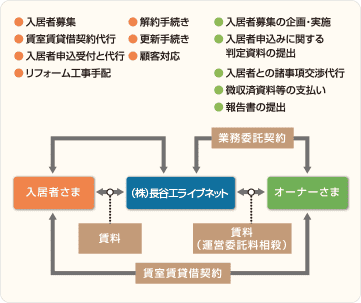 入居者募集
賃室賃貸借契約代行
入居者申込受付と代行
リフォーム工事手配
解約手続き
更新手続き
顧客対応
入居者募集の企画・実施
入居者申込みに関する
判定資料の提出
入居者との諸事項交渉代行
徴収済賃料等の支払い
報告書の提出
業務委託契約
入居者さま
(株)長谷工ライブネット
オーナーさま
賃料
賃料
(運営委託料相殺)
賃室賃貸借契約